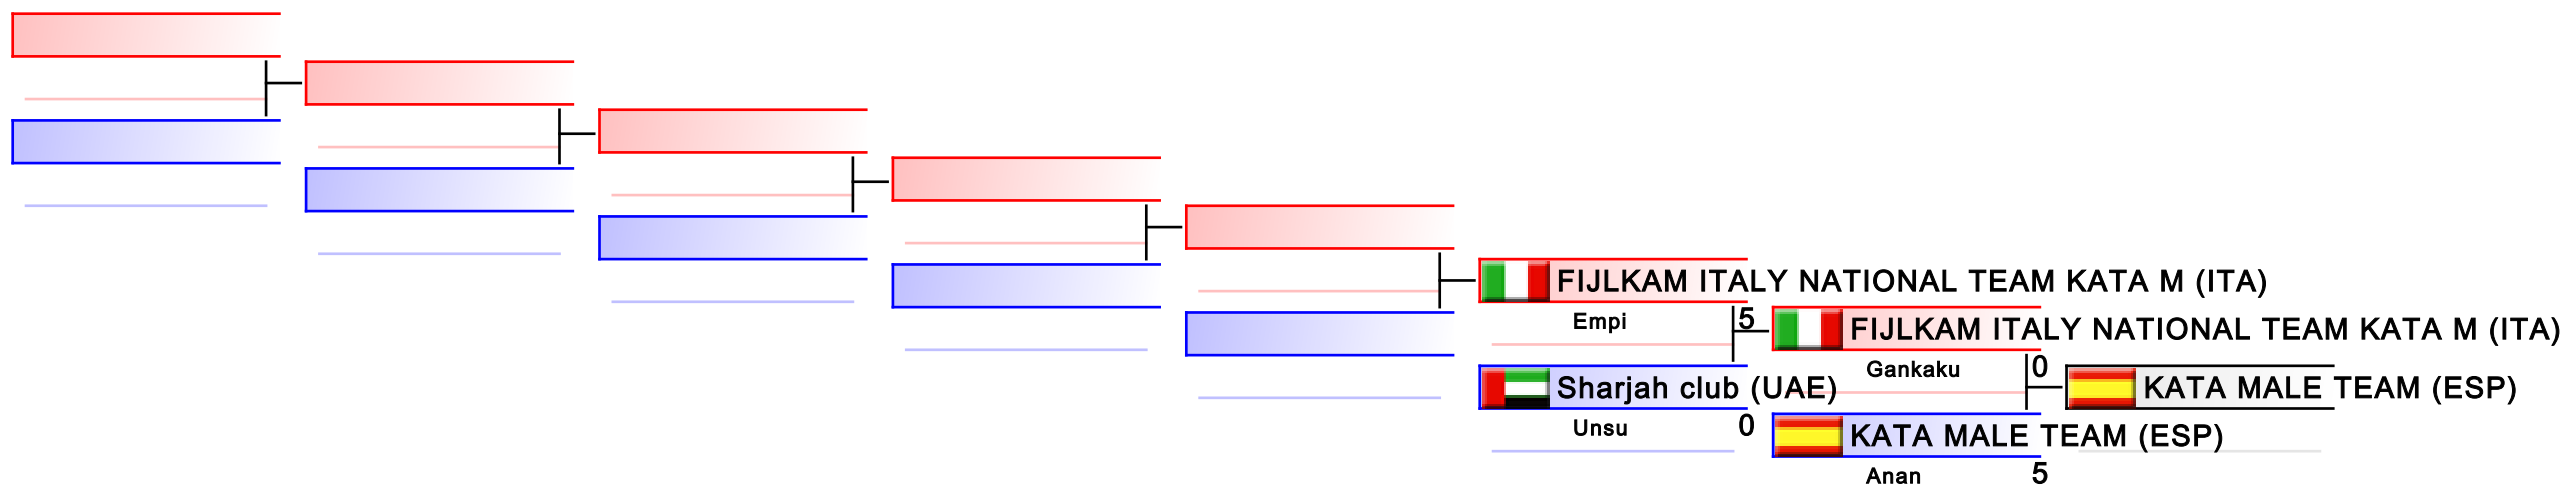 FIJLKAM ITALY NATIONAL TEAM KATA M (ITA)
Empi
5
Sharjah club (UAE)
Unsu
0
FIJLKAM ITALY NATIONAL TEAM KATA M (ITA)
Gankaku
0
KATA MALE TEAM (ESP)
Anan
5
KATA MALE TEAM (ESP)